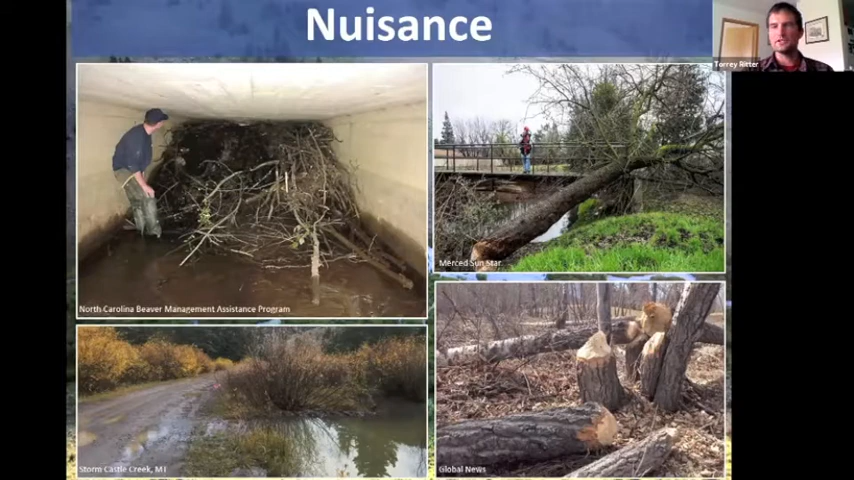 Nuisance
Torrey Ritter
Merced Sun Star
North Carolina Beaver Management Assistance Program
Storm Castle Creek, MT
Global News